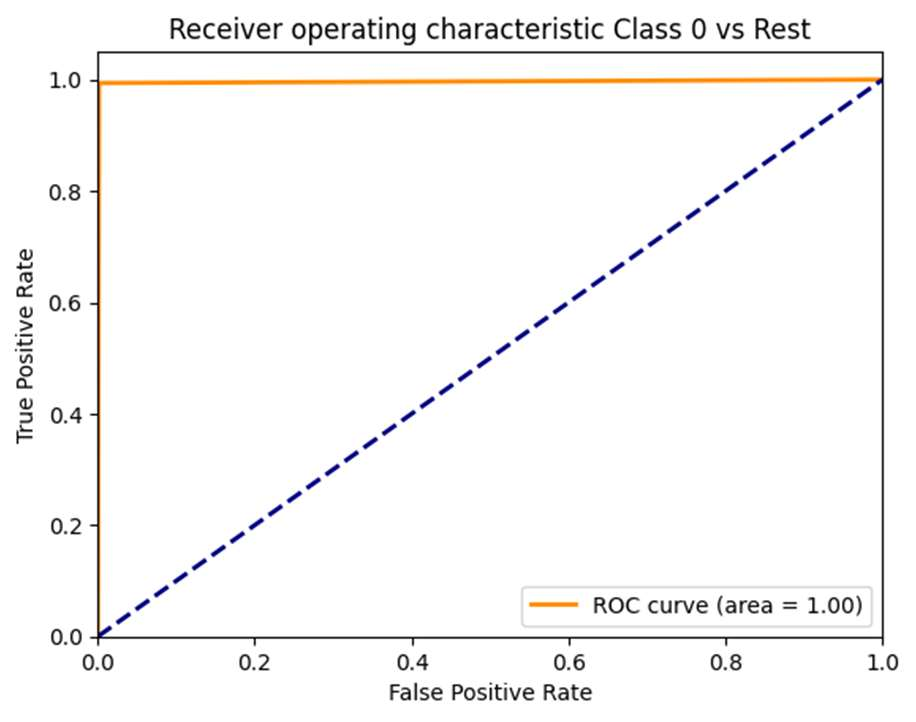 Receiver operating characteristic Class 0 vs Rest
1.0
0.8
0.6
0.4
0.2
0.0
True Positive Rate
ROC curve (area = 1.00)
0.0 0.2 0.4 0.6 0.8 1.0
False Positive Rate